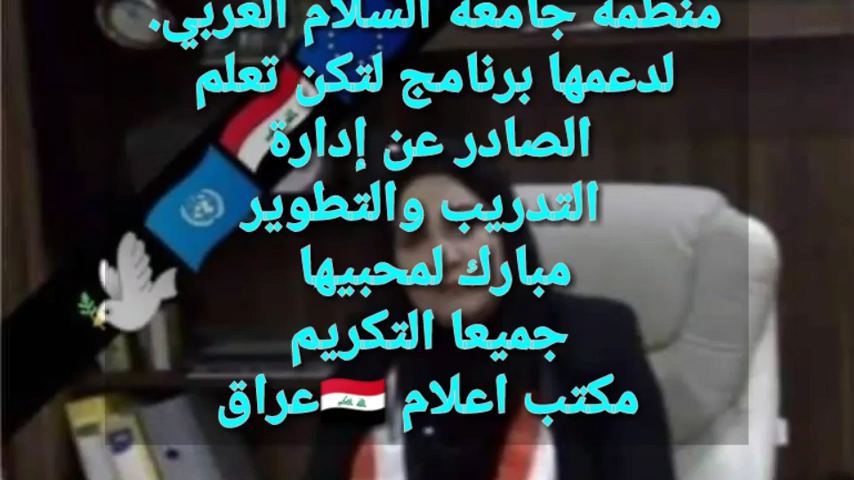 منظمة جامعة السلام العربي.
لدعمها برنامج لتكن تعلم
الصادر عن إدارة
التدريب والتطوير
مبارك لمحبيها
جميعا التكريم
مكتب اعلام 🇮🇶عراق